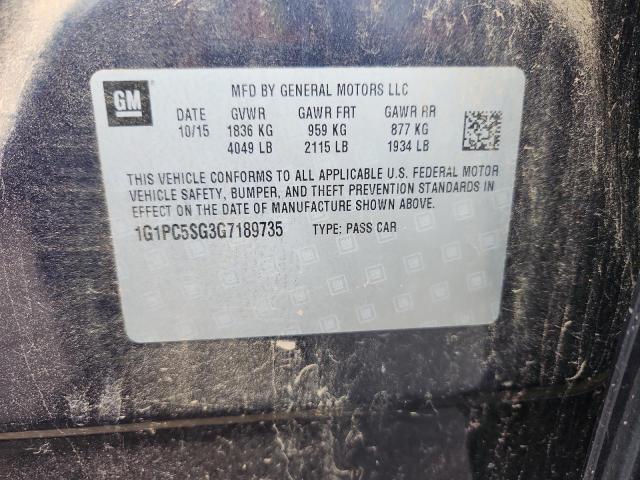 GM
MFD BY GENERAL MOTORS LLC
DATE GVWR GAWR FRT GAWR RR
10/15 1836 KG 959 KG 877 KG
4049 LB 2115 LB 1934 LB
THIS VEHICLE CONFORMS TO ALL APPLICABLE U.S. FEDERAL MOTOR
VEHICLE SAFETY, BUMPER, AND THEFT PREVENTION STANDARDS IN
EFFECT ON THE DATE OF MANUFACTURE SHOWN ABOVE.
1G1PC5SG3G7189735 TYPE: PASS CAR